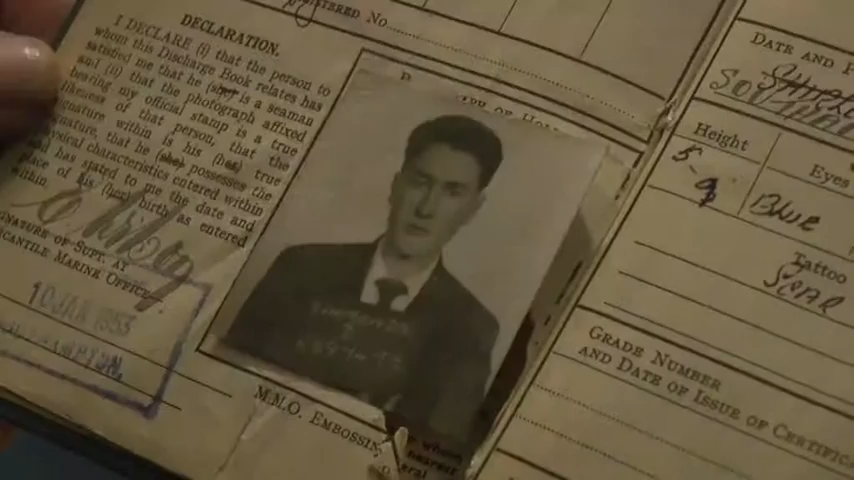 REGISTERED No.
DECLARATION.
I DECLARE (i) that the person to
whom this Discharge Book relates has
satisfied me that he (she) is a seaman
and (ii) that the photograph affixed
bearing my official stamp is a true
likeness of that person, that the
signature within is his (her) true
signature, that he (she) possesses the
physical characteristics entered within
and has stated to me the date and
place of his (her) birth as entered
within.
SIGNATURE OF SUPT. AT
MERCANTILE MARINE OFFICE
10 JAN 1953
M.M.O. EMBOSSIN
DATE AND
Height
Eyes
5
9
Blue
Tattoo
GRADE NUMBER
AND DATE OF ISSUE OF CERTIFICA